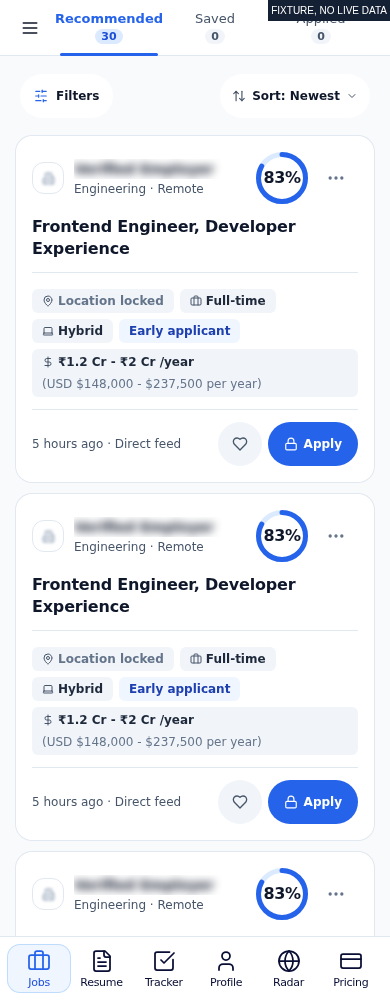 FIXTURE, NO LIVE DATA
Recommended
30
Saved
0
Applied
0
Filters
Sort: Newest
Engineering · Remote
83%
Frontend Engineer, Developer
Experience
Location locked
Full-time
Hybrid
Early applicant
₹1.2 Cr - ₹2 Cr /year
(USD $148,000 - $237,500 per year)
5 hours ago · Direct feed
Apply
Engineering · Remote
83%
Frontend Engineer, Developer
Experience
Location locked
Full-time
Hybrid
Early applicant
₹1.2 Cr - ₹2 Cr /year
(USD $148,000 - $237,500 per year)
5 hours ago · Direct feed
Apply
Engineering · Remote
83%
Jobs
Resume
Tracker
Profile
Radar
Pricing